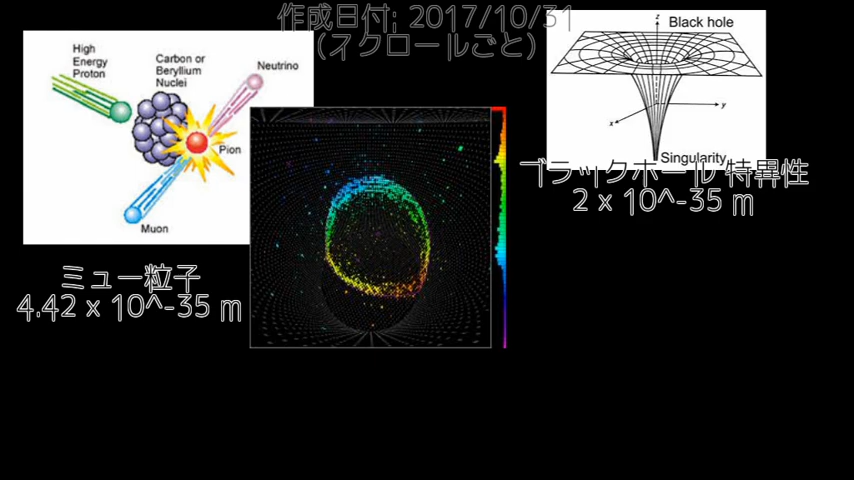 作成日付; 2017/10/31
(イクロールごと)
High
Energy
Proton
Carbon or
Beryllium
Nuclei
Neutrino
Pion
Muon
ミュー粒子
4.42 x 10^-35 m
Black hole
z
y
x
Singularity
ブラックホール 特異性
2 x 10^-35 m